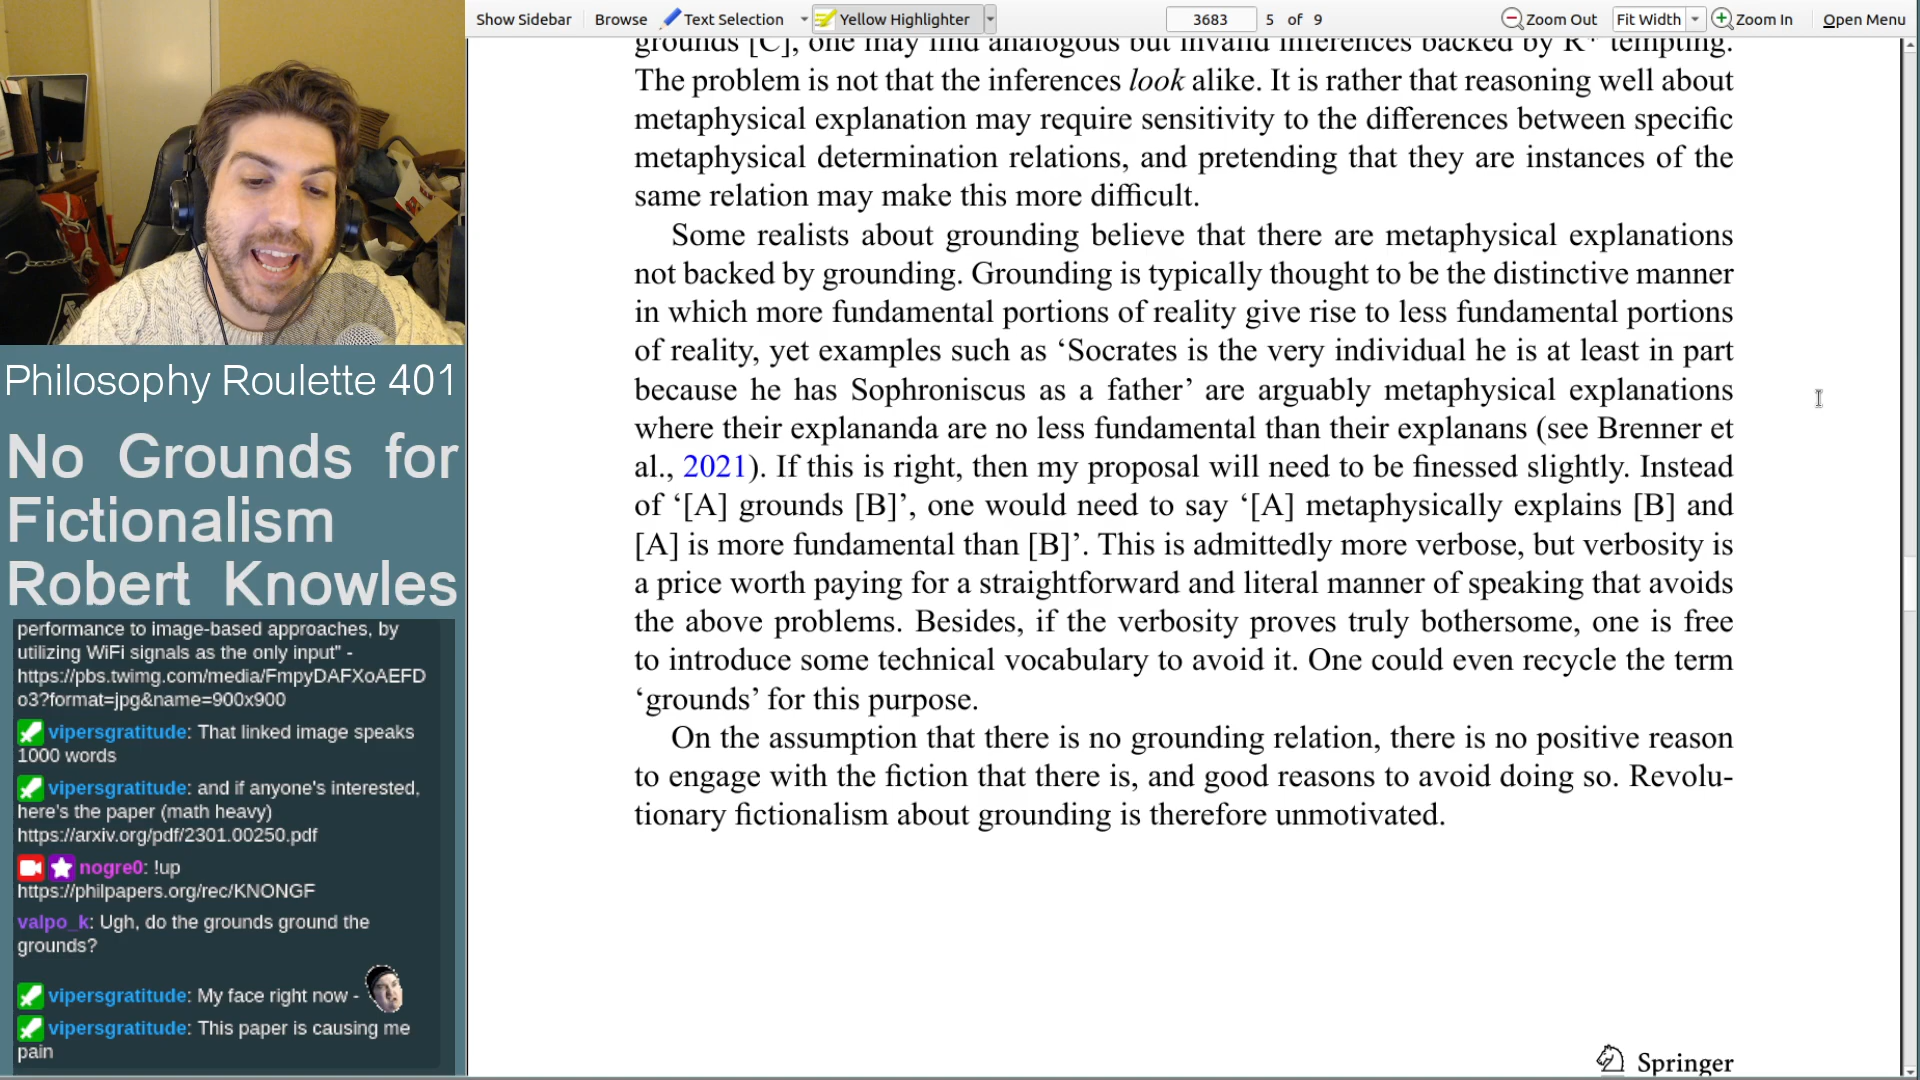 Show Sidebar Browse Text Selection Yellow Highlighter 3683 5 of 9 Zoom Out Fit Width Zoom In Open Menu
grounds [C], one may find analogous but invalid inferences backed by R* tempting.
The problem is not that the inferences look alike. It is rather that reasoning well about
metaphysical explanation may require sensitivity to the differences between specific
metaphysical determination relations, and pretending that they are instances of the
same relation may make this more difficult.
Some realists about grounding believe that there are metaphysical explanations
not backed by grounding. Grounding is typically thought to be the distinctive manner
in which more fundamental portions of reality give rise to less fundamental portions
of reality, yet examples such as ‘Socrates is the very individual he is at least in part
because he has Sophroniscus as a father’ are arguably metaphysical explanations
where their explananda are no less fundamental than their explanans (see Brenner et
al., 2021). If this is right, then my proposal will need to be finessed slightly. Instead
of ‘[A] grounds [B]’, one would need to say ‘[A] metaphysically explains [B] and
[A] is more fundamental than [B]’. This is admittedly more verbose, but verbosity is
a price worth paying for a straightforward and literal manner of speaking that avoids
the above problems. Besides, if the verbosity proves truly bothersome, one is free
to introduce some technical vocabulary to avoid it. One could even recycle the term
‘grounds’ for this purpose.
On the assumption that there is no grounding relation, there is no positive reason
to engage with the fiction that there is, and good reasons to avoid doing so. Revolu-
tionary fictionalism about grounding is therefore unmotivated.
Springer
Philosophy Roulette 401
No Grounds for
Fictionalism
Robert Knowles
performance to image-based approaches, by
utilizing WiFi signals as the only input" -
https://pbs.twimg.com/media/FmpyDAFXoAEFD
o3?format=jpg&name=900x900
vipersgratitude: That linked image speaks
1000 words
vipersgratitude: and if anyone's interested,
here's the paper (math heavy)
https://arxiv.org/pdf/2301.00250.pdf
nogre0: !up
https://philpapers.org/rec/KNONGF
valpo_k: Ugh, do the grounds ground the
grounds?
vipersgratitude: My face right now -
vipersgratitude: This paper is causing me
pain